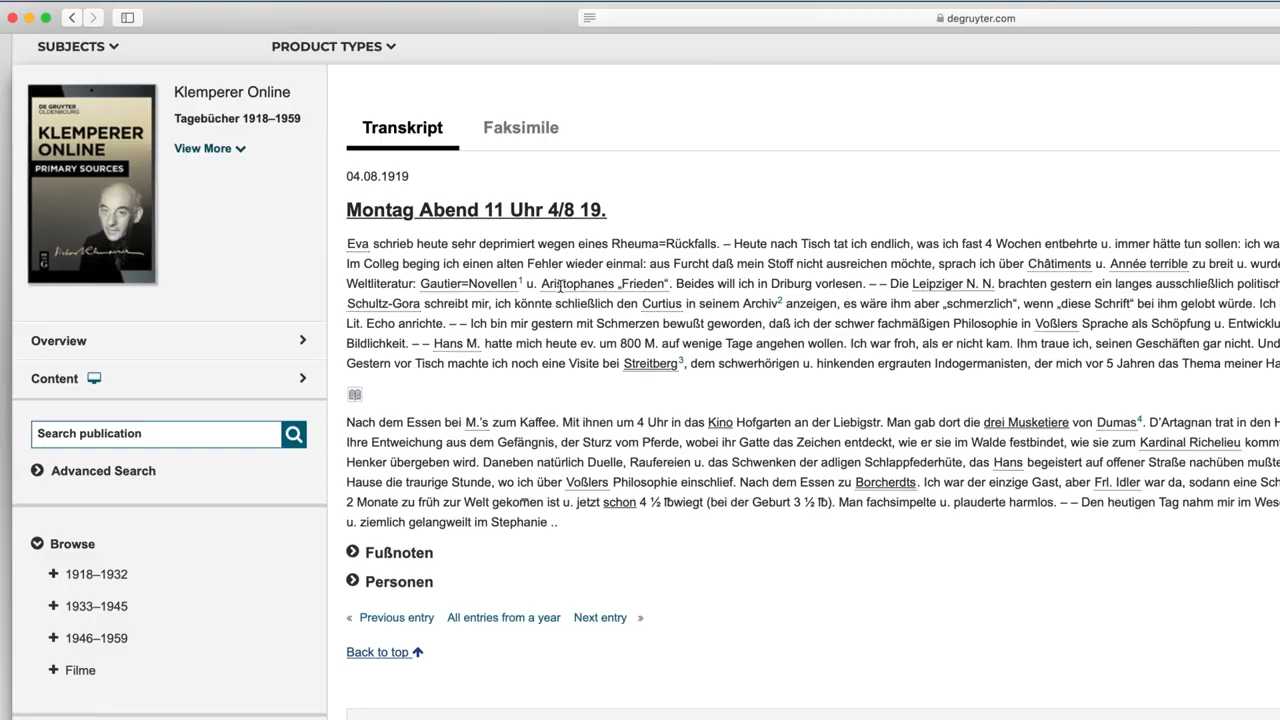 degruyter.com
SUBJECTS
PRODUCT TYPES
DE GRUYTER
OLDENBOURG
KLEMPERER
ONLINE
PRIMARY SOURCES
Klemperer Online
Tagebücher 1918–1959
View More
Overview
Content
Search publication
Advanced Search
Browse
1918–1932
1933–1945
1946–1959
Filme
Transkript Faksimile
04.08.1919
Montag Abend 11 Uhr 4/8 19.
Eva schrieb heute sehr deprimiert wegen eines Rheuma=Rückfalls. – Heute nach Tisch tat ich endlich, was ich fast 4 Wochen entbehrte u. immer hätte tun sollen: ich wa
Im Colleg beging ich einen alten Fehler wieder einmal: aus Furcht daß mein Stoff nicht ausreichen möchte, sprach ich über Châtiments u. Année terrible zu breit u. wurde
Weltliteratur: Gautier=Novellen1 u. Aristophanes „Frieden“. Beides will ich in Driburg vorlesen. – – Die Leipziger N. N. brachten gestern ein langes ausschließlich politisc
Schultz-Gora schreibt mir, ich könnte schließlich den Curtius in seinem Archiv2 anzeigen, es wäre ihm aber „schmerzlich“, wenn „diese Schrift“ bei ihm gelobt würde. Ich
Lit. Echo anrichte. – – Ich bin mir gestern mit Schmerzen bewußt geworden, daß ich der schwer fachmäßigen Philosophie in Voßlers Sprache als Schöpfung u. Entwicklu
Bildlichkeit. – – Hans M. hatte mich heute ev. um 800 M. auf wenige Tage angehen wollen. Ich war froh, als er nicht kam. Ihm traue ich, seinen Geschäften gar nicht. Und
Gestern vor Tisch machte ich noch eine Visite bei Streitberg3, dem schwerhörigen u. hinkenden ergrauten Indogermanisten, der mich vor 5 Jahren das Thema meiner Ha
Nach dem Essen bei M.'s zum Kaffee. Mit ihnen um 4 Uhr in das Kino Hofgarten an der Liebigstr. Man gab dort die drei Musketiere von Dumas4. D'Artagnan trat in den H
Ihre Entweichung aus dem Gefängnis, der Sturz vom Pferde, wobei ihr Gatte das Zeichen entdeckt, wie er sie im Walde festbindet, wie sie zum Kardinal Richelieu komm
Henker übergeben wird. Daneben natürlich Duelle, Raufereien u. das Schwenken der adligen Schlappfederhüte, das Hans begeistert auf offener Straße nachüben mußte
Hause die traurige Stunde, wo ich über Voßlers Philosophie einschlief. Nach dem Essen zu Borcherdts. Ich war der einzige Gast, aber Frl. Idler war da, sodann eine Sch
2 Monate zu früh zur Welt gekom̅en ist u. jetzt schon 4 ½ ℔wiegt (bei der Geburt 3 ½ ℔). Man fachsimpelte u. plauderte harmlos. – – Den heutigen Tag nahm mir im Wese
u. ziemlich gelangweilt im Stephanie ..
Fußnoten
Personen
« Previous entry All entries from a year Next entry »
Back to top